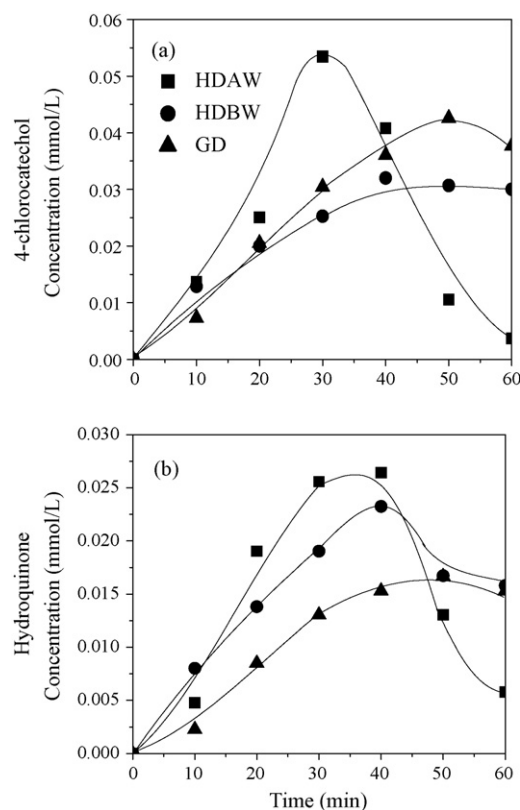 0.06
(a)
HDAW
HDBW
GD
0.05
0.04
0.03
0.02
0.01
0.00
4-chlorocatechol
Concentration (mmol/L)
0 10 20 30 40 50 60
0.030
(b)
0.025
0.020
0.015
0.010
0.005
0.000
Hydroquinone
Concentration (mmol/L)
0 10 20 30 40 50 60
Time (min)